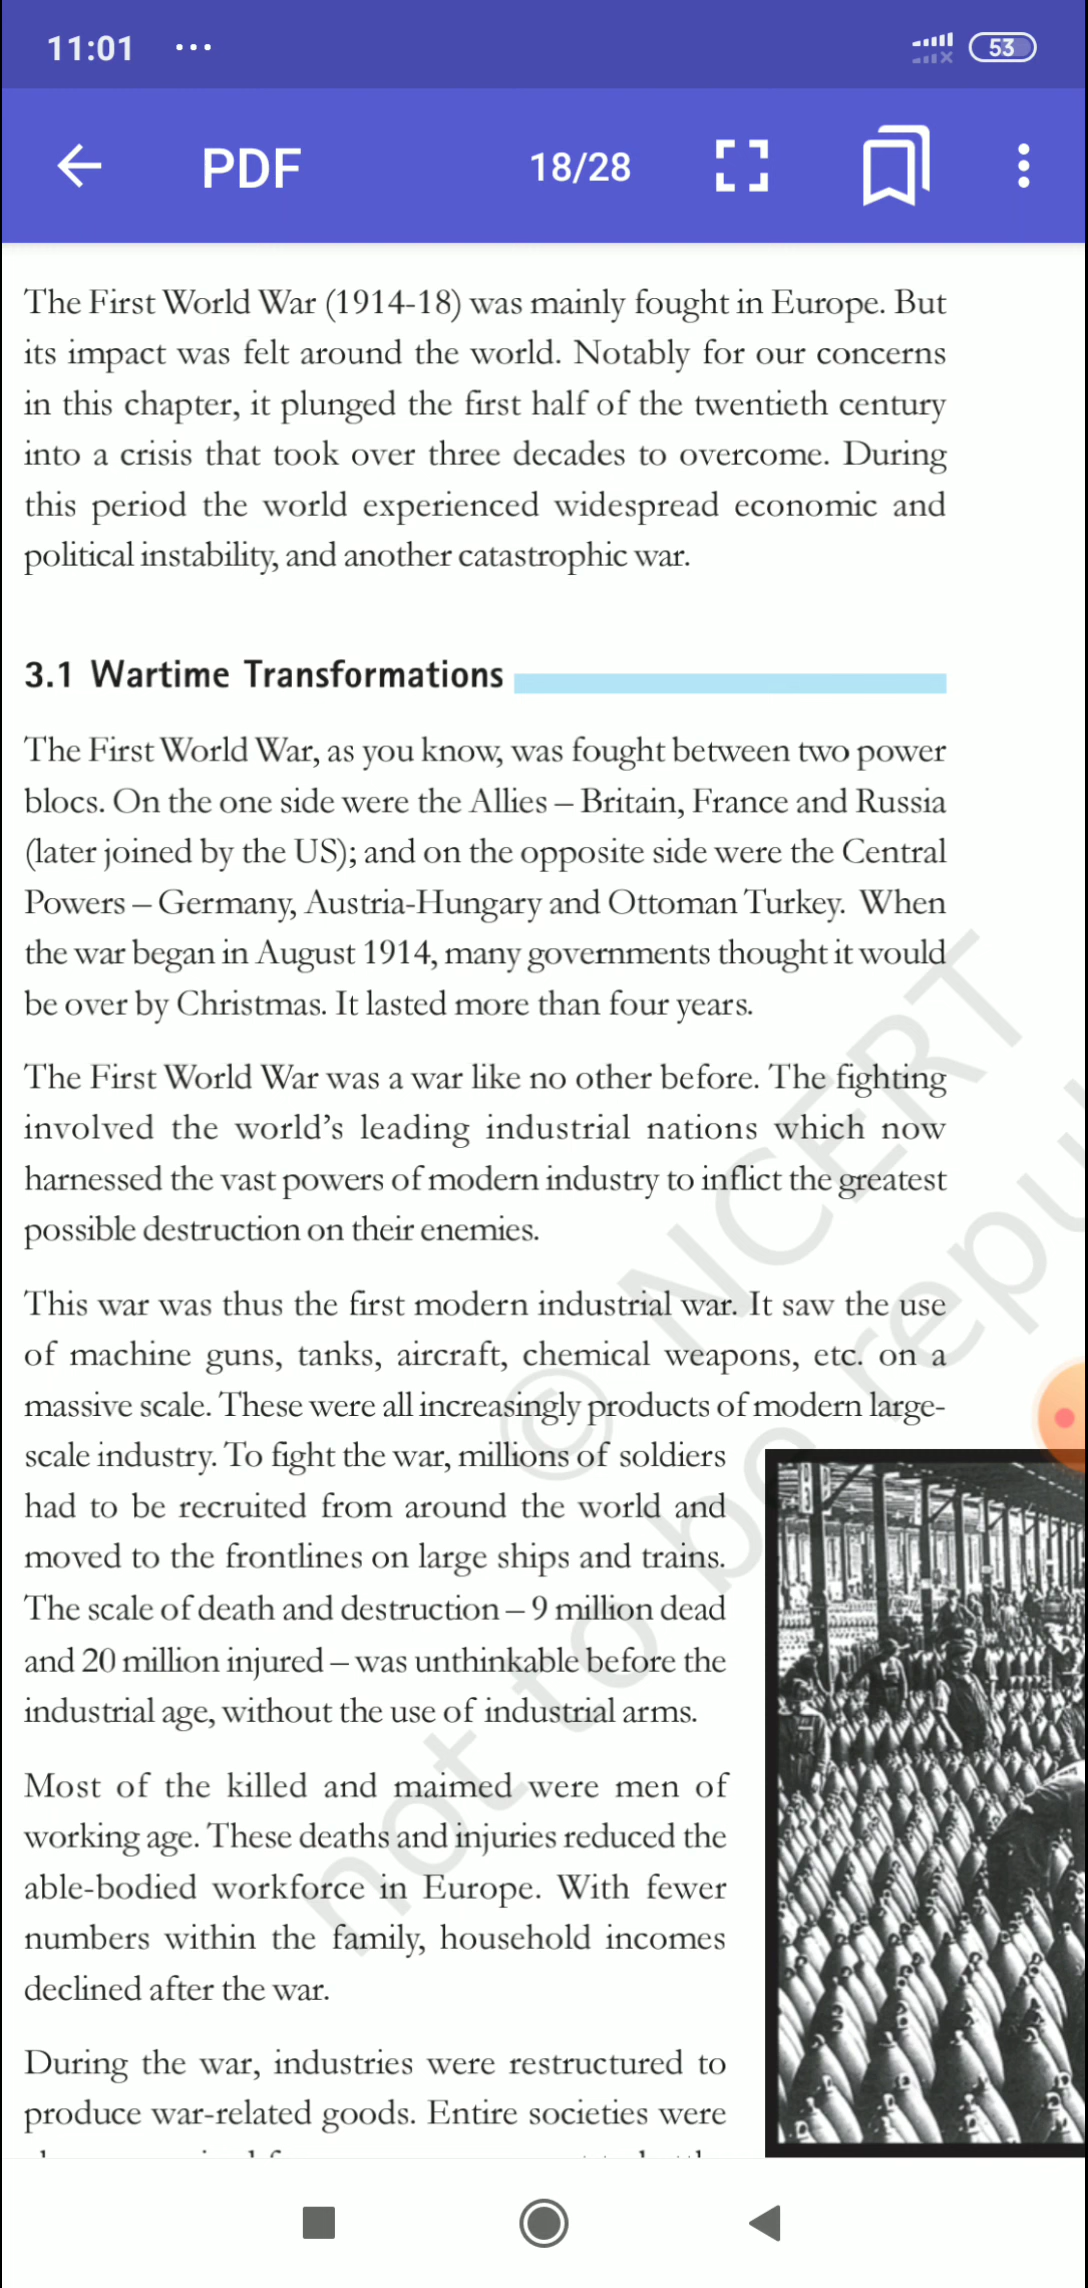 11:01 ...
53
PDF 18/28
The First World War (1914-18) was mainly fought in Europe. But
its impact was felt around the world. Notably for our concerns
in this chapter, it plunged the first half of the twentieth century
into a crisis that took over three decades to overcome. During
this period the world experienced widespread economic and
political instability, and another catastrophic war.
3.1 Wartime Transformations
The First World War, as you know, was fought between two power
blocs. On the one side were the Allies – Britain, France and Russia
(later joined by the US); and on the opposite side were the Central
Powers – Germany, Austria-Hungary and Ottoman Turkey. When
the war began in August 1914, many governments thought it would
be over by Christmas. It lasted more than four years.
The First World War was a war like no other before. The fighting
involved the world’s leading industrial nations which now
harnessed the vast powers of modern industry to inflict the greatest
possible destruction on their enemies.
This war was thus the first modern industrial war. It saw the use
of machine guns, tanks, aircraft, chemical weapons, etc. on a
massive scale. These were all increasingly products of modern large-
scale industry. To fight the war, millions of soldiers
had to be recruited from around the world and
moved to the frontlines on large ships and trains.
The scale of death and destruction – 9 million dead
and 20 million injured – was unthinkable before the
industrial age, without the use of industrial arms.
Most of the killed and maimed were men of
working age. These deaths and injuries reduced the
able-bodied workforce in Europe. With fewer
numbers within the family, household incomes
declined after the war.
During the war, industries were restructured to
produce war-related goods. Entire societies were
© NCERT
not to be repu